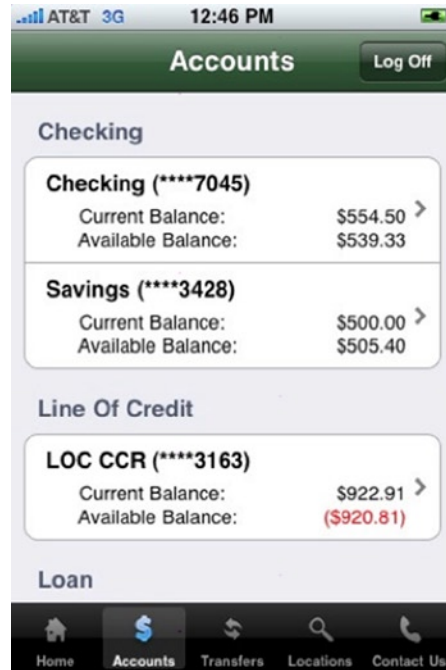 AT&T 3G 12:46 PM
Accounts Log Off
Checking
Checking (****7045)
Current Balance: $554.50
Available Balance: $539.33
Savings (****3428)
Current Balance: $500.00
Available Balance: $505.40
Line Of Credit
LOC CCR (****3163)
Current Balance: $922.91
Available Balance: ($920.81)
Loan
Home Accounts Transfers Locations Contact Us